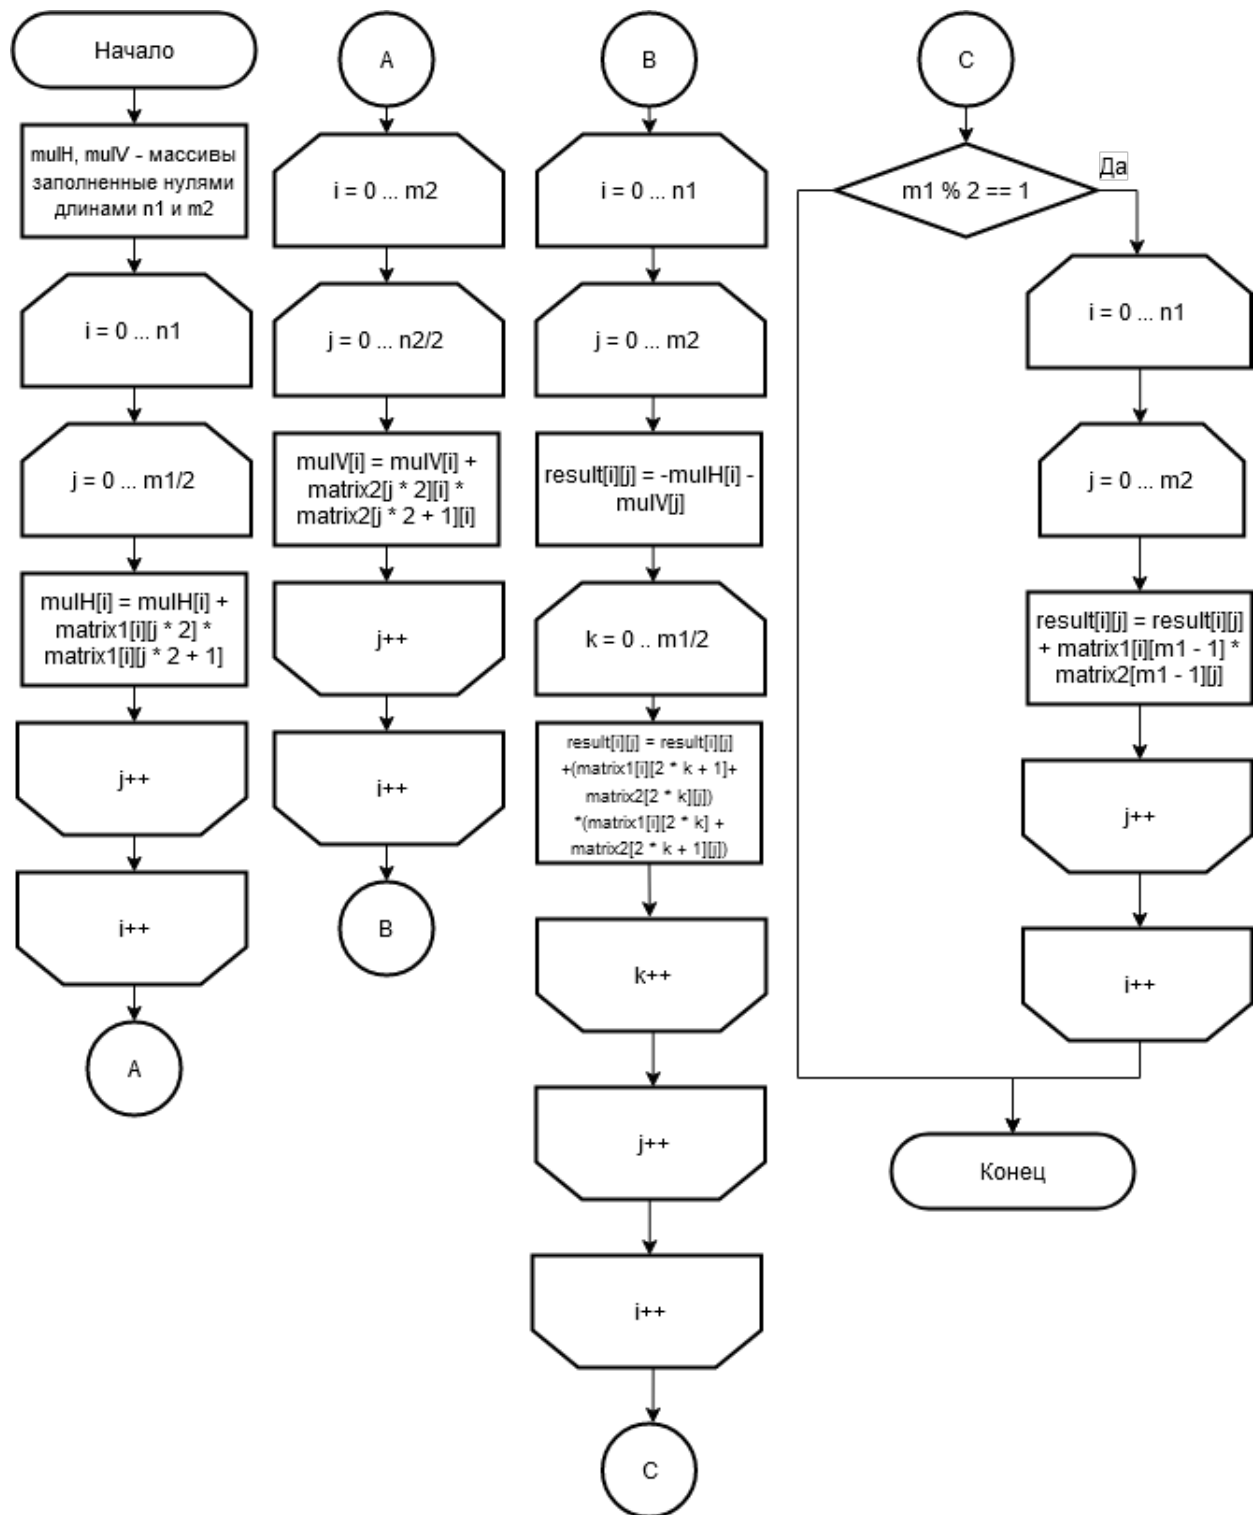 Начало
mulH, mulV - массивы
заполненные нулями
длинами n1 и m2
i = 0 ... n1
j = 0 ... m1/2
mulH[i] = mulH[i] +
matrix1[i][j * 2] *
matrix1[i][j * 2 + 1]
j++
i++
A
A
i = 0 ... m2
j = 0 ... n2/2
mulV[i] = mulV[i] +
matrix2[j * 2][i] *
matrix2[j * 2 + 1][i]
j++
i++
B
B
i = 0 ... n1
j = 0 ... m2
result[i][j] = -mulH[i] -
mulV[j]
k = 0 .. m1/2
result[i][j] = result[i][j]
+(matrix1[i][2 * k + 1]+
matrix2[2 * k][j])
*(matrix1[i][2 * k] +
matrix2[2 * k + 1][j])
k++
j++
i++
C
C
m1 % 2 == 1
Да
i = 0 ... n1
j = 0 ... m2
result[i][j] = result[i][j]
+ matrix1[i][m1 - 1] *
matrix2[m1 - 1][j]
j++
i++
Конец